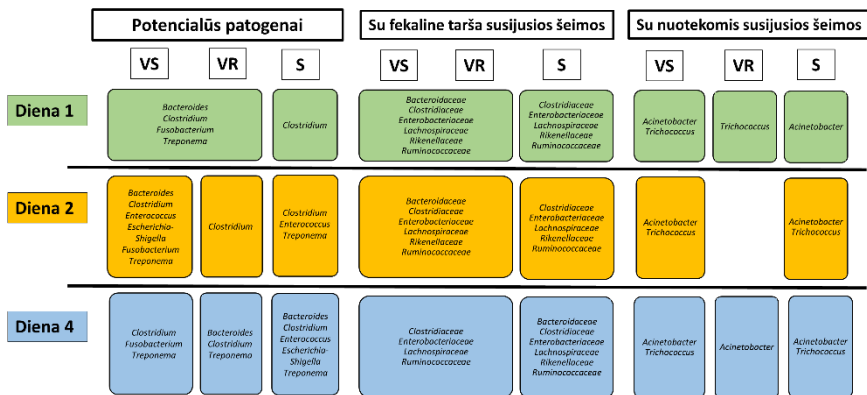 Potencialūs patogenai
Su fekaline tarša susijusios šeimos
Su nuotekomis susijusios šeimos
VS
VR
S
VS
VR
S
VS
VR
S
Diena 1
Bacteroides
Clostridium
Fusobacterium
Treponema
Clostridium
Bacteroidaceae
Clostridiaceae
Enterobacteriaceae
Lachnospiraceae
Rikenellaceae
Ruminococcaceae
Clostridiaceae
Enterobacteriaceae
Lachnospiraceae
Rikenellaceae
Ruminococcaceae
Acinetobacter
Trichococcus
Trichococcus
Acinetobacter
Diena 2
Bacteroides
Clostridium
Enterococcus
Escherichia-
Shigella
Fusobacterium
Treponema
Clostridium
Clostridium
Enterococcus
Treponema
Bacteroidaceae
Clostridiaceae
Enterobacteriaceae
Lachnospiraceae
Rikenellaceae
Ruminococcaceae
Clostridiaceae
Enterobacteriaceae
Lachnospiraceae
Rikenellaceae
Ruminococcaceae
Acinetobacter
Trichococcus
Acinetobacter
Trichococcus
Diena 4
Clostridium
Fusobacterium
Treponema
Bacteroides
Clostridium
Treponema
Bacteroides
Clostridium
Enterococcus
Escherichia-
Shigella
Treponema
Clostridiaceae
Enterobacteriaceae
Lachnospiraceae
Ruminococcaceae
Bacteroidaceae
Clostridiaceae
Enterobacteriaceae
Lachnospiraceae
Rikenellaceae
Ruminococcaceae
Acinetobacter
Trichococcus
Acinetobacter
Acinetobacter
Trichococcus